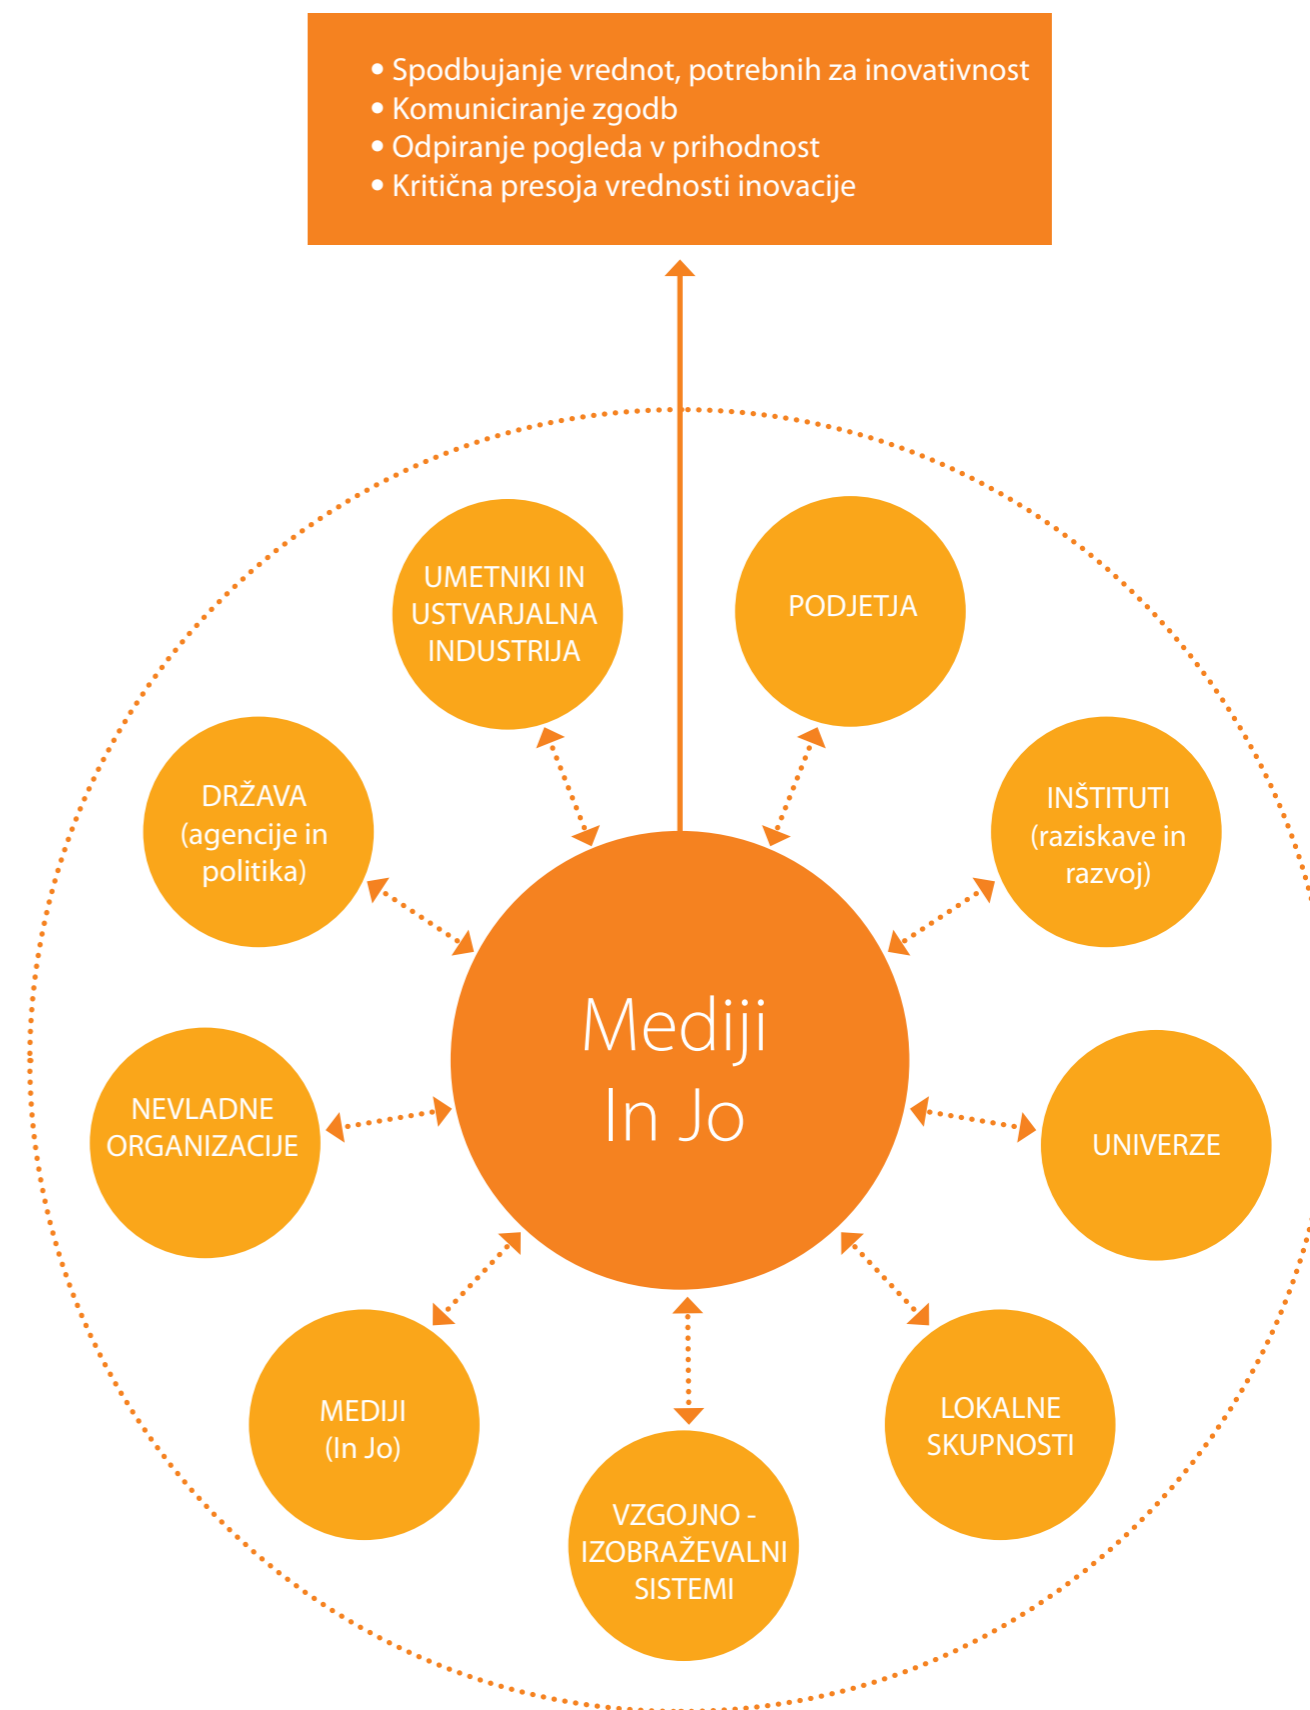 • Spodbujanje vrednot, potrebnih za inovativnost
• Komuniciranje zgodb
• Odpiranje pogleda v prihodnost
• Kritična presoja vrednosti inovacije
UMETNIKI IN
USTVARJALNA
INDUSTRIJA
PODJETJA
DRŽAVA
(agencije in
politika)
INŠTITUTI
(raziskave in
razvoj)
Mediji
In Jo
NEVLADNE
ORGANIZACIJE
UNIVERZE
MEDIJI
(In Jo)
LOKALNE
SKUPNOSTI
VZGOJNO -
IZOBRAŽEVALNI
SISTEMI